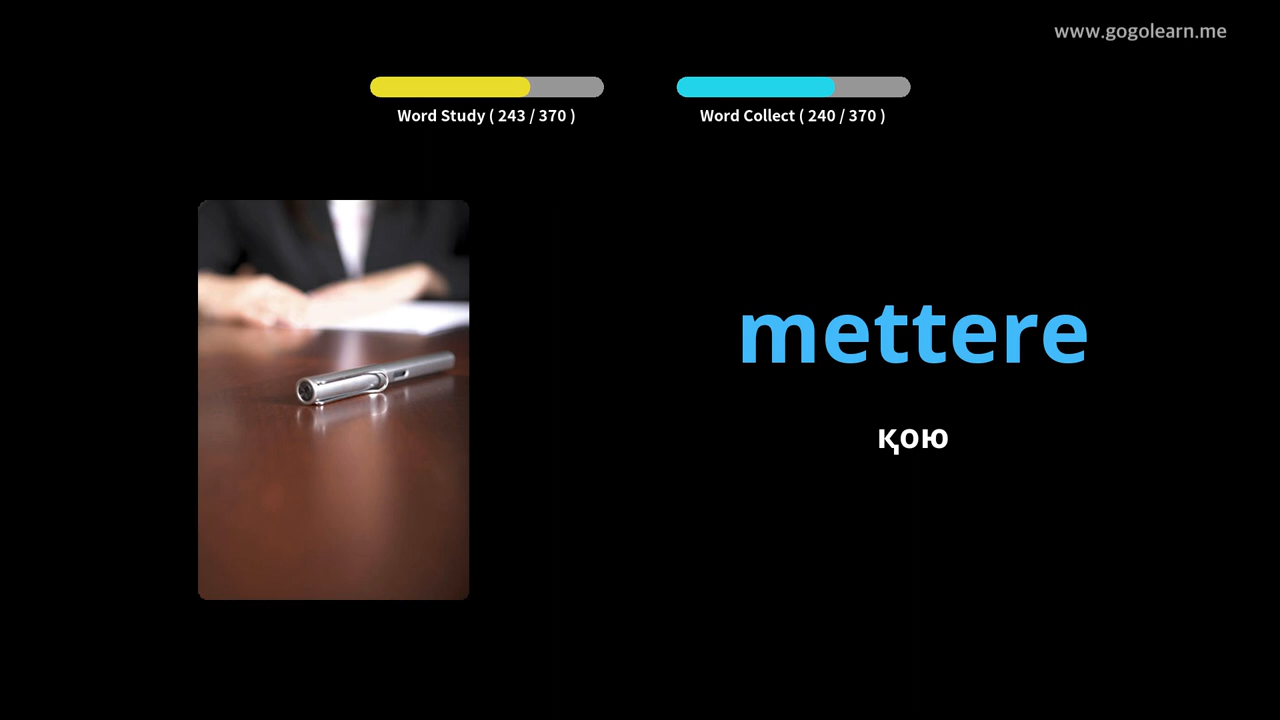 www.gogolearn.me
Word Study ( 243 / 370 )
Word Collect ( 240 / 370 )
mettere
қою